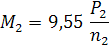 M₂ = 9,55 P₂/n₂